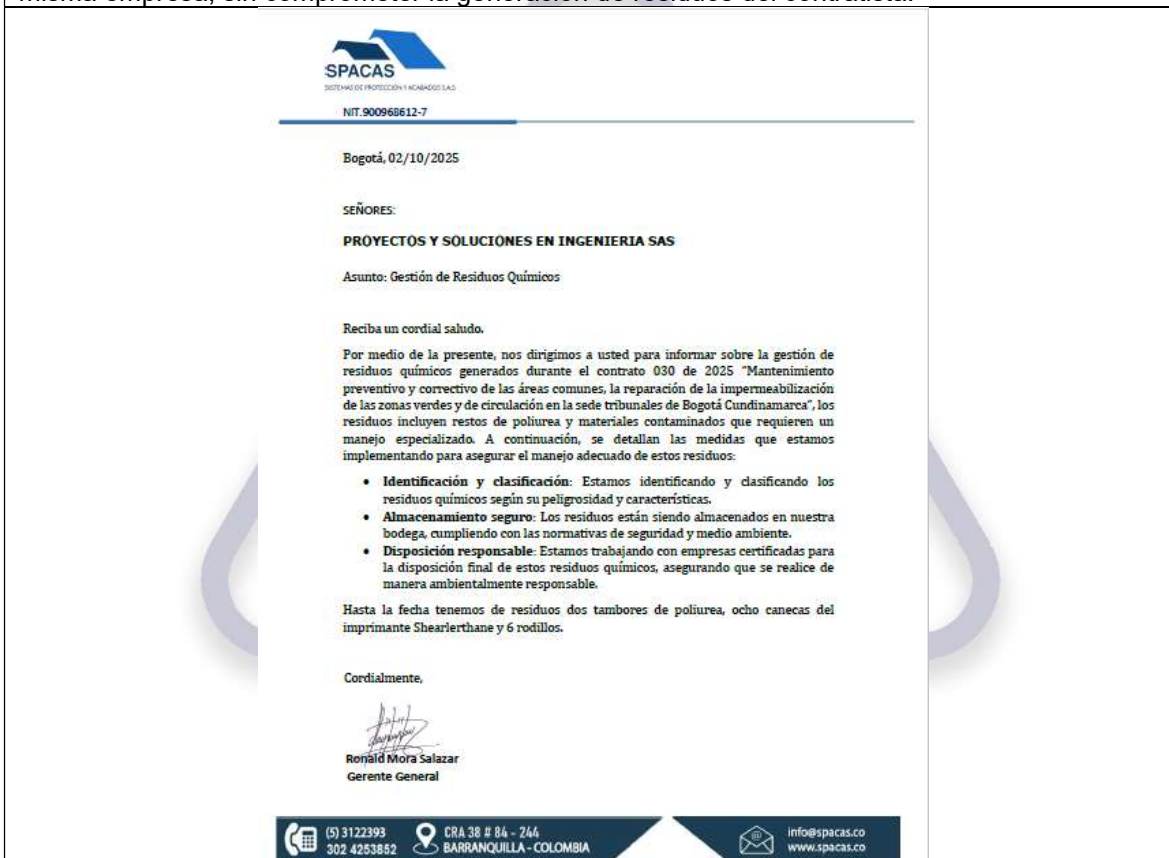 misma empresa, sin comprometer la generación de residuos del contratista.
SPACAS
SISTEMAS DE PROTECCIÓN Y ACABADOS S.A.S
NIT.900968612-7
Bogotá, 02/10/2025
SEÑORES:
PROYECTOS Y SOLUCIONES EN INGENIERIA SAS
Asunto: Gestión de Residuos Químicos
Reciba un cordial saludo.
Por medio de la presente, nos dirigimos a usted para informar sobre la gestión de
residuos químicos generados durante el contrato 030 de 2025 “Mantenimiento
preventivo y correctivo de las áreas comunes, la reparación de la impermeabilización
de las zonas verdes y de circulación en la sede tribunales de Bogotá Cundinamarca”, los
residuos incluyen restos de poliurea y materiales contaminados que requieren un
manejo especializado. A continuación, se detallan las medidas que estamos
implementando para asegurar el manejo adecuado de estos residuos:
• Identificación y clasificación: Estamos identificando y clasificando los
residuos químicos según su peligrosidad y características.
• Almacenamiento seguro: Los residuos están siendo almacenados en nuestra
bodega, cumpliendo con las normativas de seguridad y medio ambiente.
• Disposición responsable: Estamos trabajando con empresas certificadas para
la disposición final de estos residuos químicos, asegurando que se realice de
manera ambientalmente responsable.
Hasta la fecha tenemos de residuos dos tambores de poliurea, ocho canecas del
imprimante Shearlerthane y 6 rodillos.
Cordialmente,
Ronald Mora Salazar
Gerente General
(5) 3122393
302 4253852
CRA 38 # 84 - 244
BARRANQUILLA - COLOMBIA
info@spacas.co
www.spacas.co